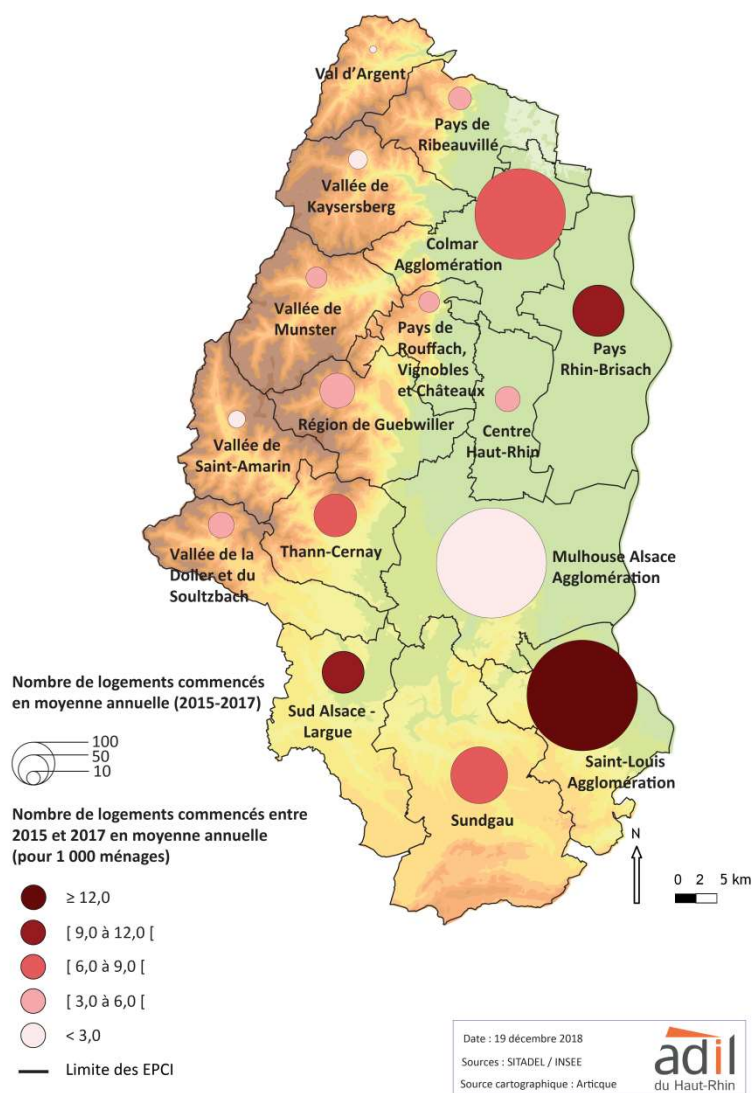 Val d'Argent
Pays de
Ribeauvillé
Vallée de
Kaysersberg
Colmar
Agglomération
Vallée de
Munster
Pays de
Rouffach,
Vignobles
et Châteaux
Pays
Rhin-Brisach
Région de Guebwiller
Centre
Haut-Rhin
Vallée de
Saint-Amarin
Thann-Cernay
Vallée de la
Doller et du
Soultzbach
Mulhouse Alsace
Agglomération
Sud Alsace -
Largue
Saint-Louis
Agglomération
Sundgau
Nombre de logements commencés
en moyenne annuelle (2015-2017)
100
50
10
Nombre de logements commencés entre
2015 et 2017 en moyenne annuelle
(pour 1 000 ménages)
≥ 12,0
[ 9,0 à 12,0 [
[ 6,0 à 9,0 [
[ 3,0 à 6,0 [
< 3,0
Limite des EPCI
N
0 2 5 km
Date : 19 décembre 2018
Sources : SITADEL / INSEE
Source cartographique : Articque
adil
du Haut-Rhin